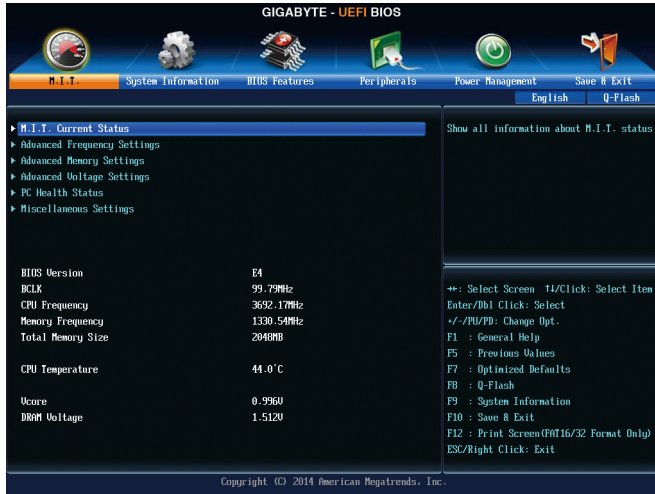 GIGABYTE - UEFI BIOS
M.I.T. System Information BIOS Features Peripherals Power Management Save & Exit
English Q-Flash
M.I.T. Current Status
Advanced Frequency Settings
Advanced Memory Settings
Advanced Voltage Settings
PC Health Status
Miscellaneous Settings
Show all information about M.I.T. status
BIOS Version E4
BCLK 99.79MHz
CPU Frequency 3692.17MHz
Memory Frequency 1330.54MHz
Total Memory Size 2048MB
CPU Temperature 44.0°C
Vcore 0.996V
DRAM Voltage 1.512V
→←: Select Screen ↑↓/Click: Select Item
Enter/Dbl Click: Select
+/-/PU/PD: Change Opt.
F1 : General Help
F5 : Previous Values
F7 : Optimized Defaults
F8 : Q-Flash
F9 : System Information
F10 : Save & Exit
F12 : Print Screen(FAT16/32 Format Only)
ESC/Right Click: Exit
Copyright (C) 2014 American Megatrends, Inc.